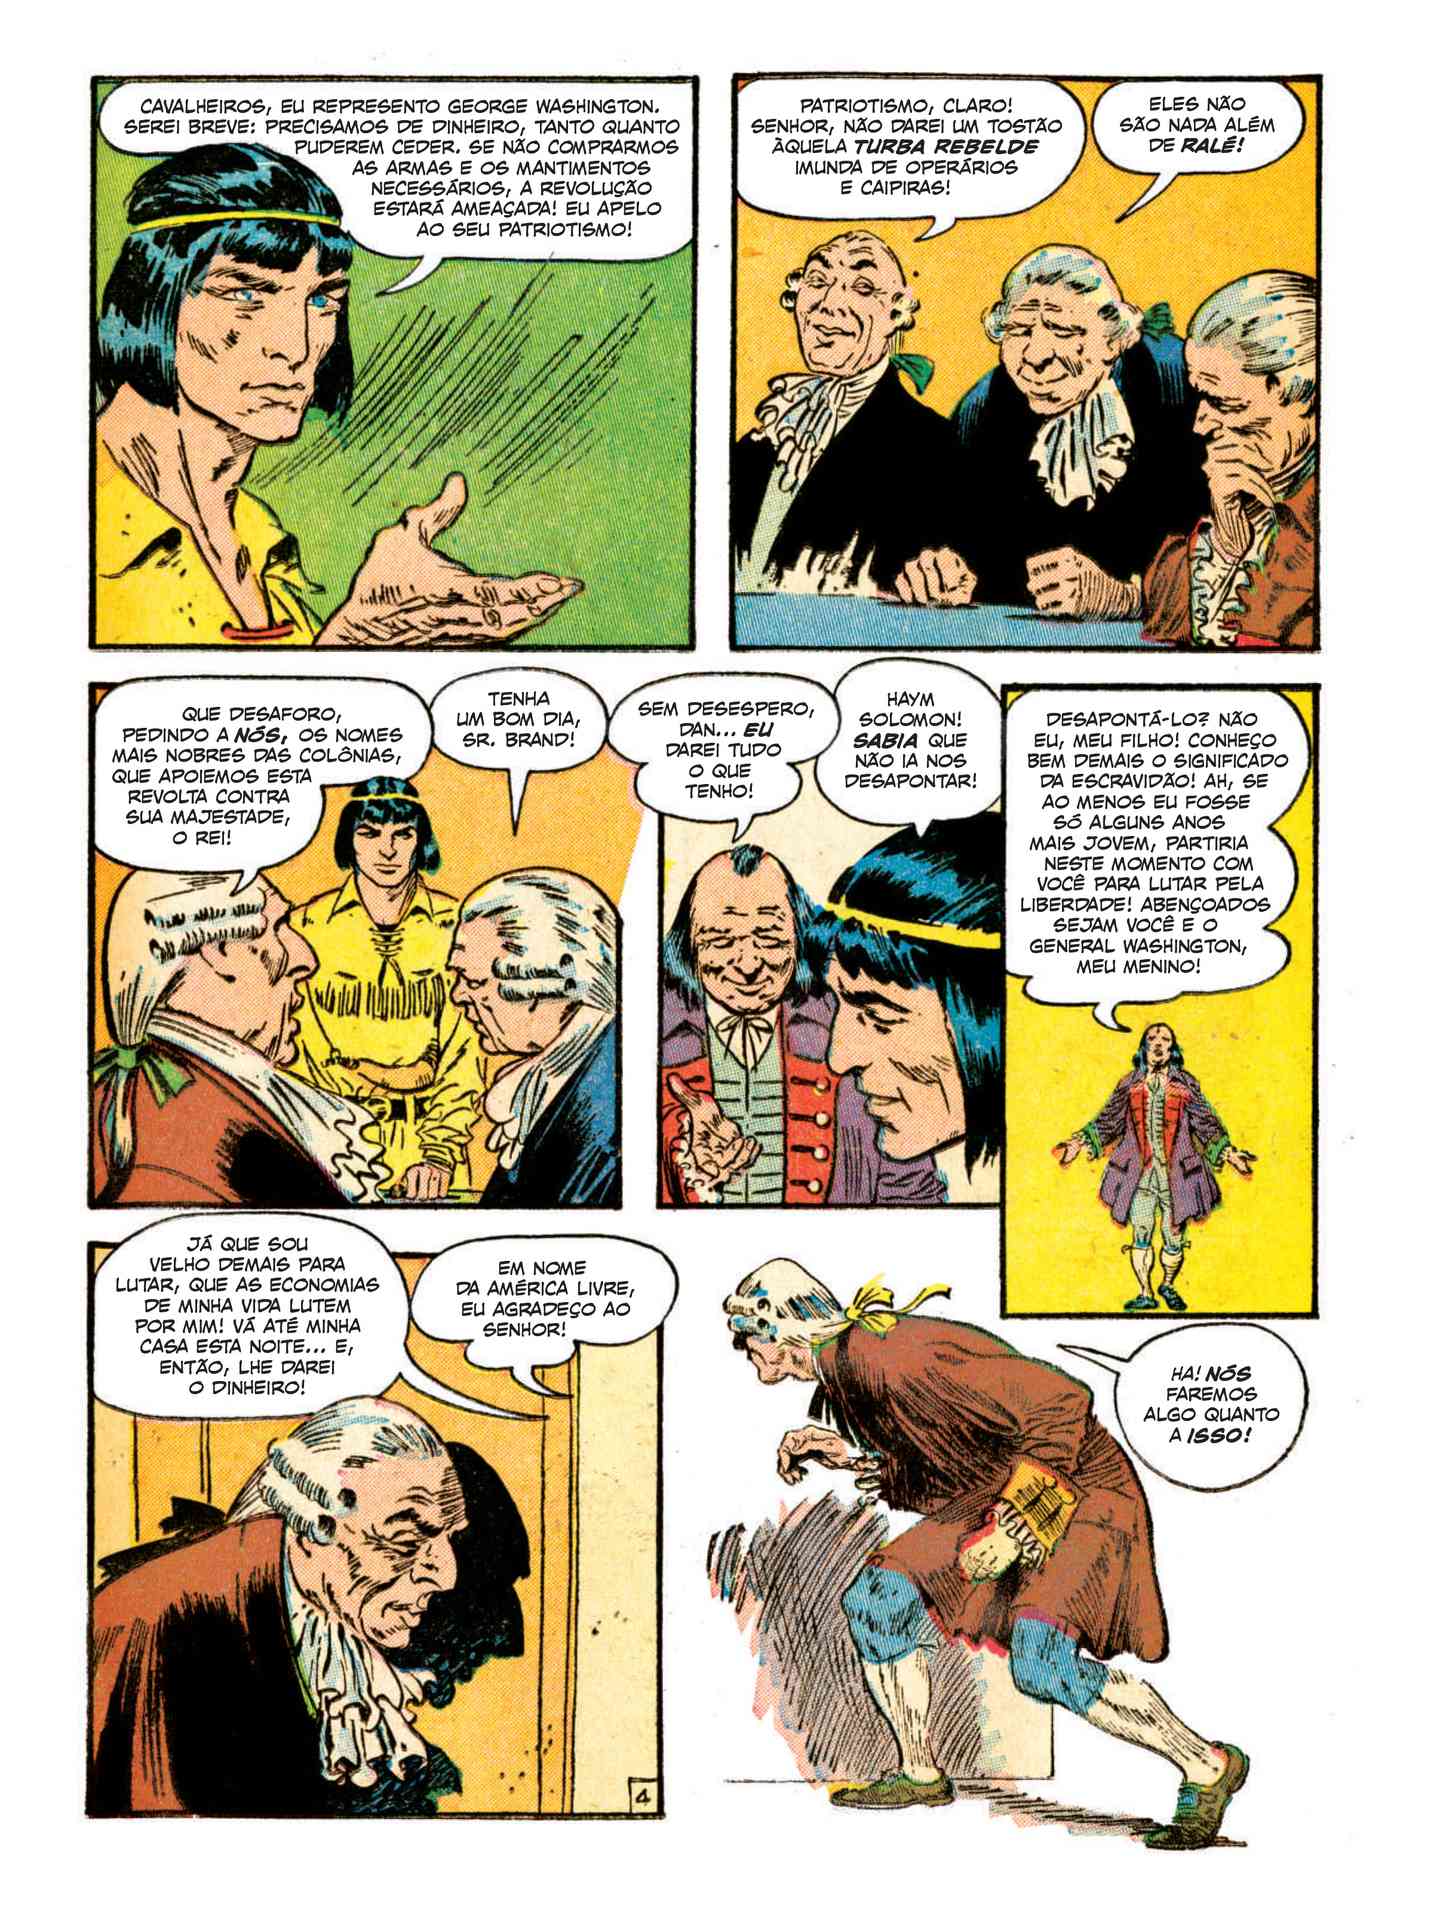 CAVALHEIROS, EU REPRESENTO GEORGE WASHINGTON.
SEREI BREVE: PRECISAMOS DE DINHEIRO, TANTO QUANTO
PUDEREM CEDER. SE NÃO COMPRARMOS
AS ARMAS E OS MANTIMENTOS
NECESSÁRIOS, A REVOLUÇÃO
ESTARÁ AMEAÇADA! EU APELO
AO SEU PATRIOTISMO!
PATRIOTISMO, CLARO!
SENHOR, NÃO DAREI UM TOSTÃO
ÀQUELA TURBA REBELDE
IMUNDA DE OPERÁRIOS
E CAIPIRAS!
ELES NÃO
SÃO NADA ALÉM
DE RALÉ!
QUE DESAFORO,
PEDINDO A NÓS, OS NOMES
MAIS NOBRES DAS COLÔNIAS,
QUE APOIEMOS ESTA
REVOLTA CONTRA
SUA MAJESTADE,
O REI!
TENHA
UM BOM DIA,
SR. BRAND!
SEM DESESPERO,
DAN... EU
DAREI TUDO
O QUE
TENHO!
HAYM
SOLOMON!
SABIA QUE
NÃO IA NOS
DESAPONTAR!
DESAPONTÁ-LO? NÃO
EU, MEU FILHO! CONHEÇO
BEM DEMAIS O SIGNIFICADO
DA ESCRAVIDÃO! AH, SE
AO MENOS EU FOSSE
SÓ ALGUNS ANOS
MAIS JOVEM, PARTIRIA
NESTE MOMENTO COM
VOCÊ PARA LUTAR PELA
LIBERDADE! ABENÇOADOS
SEJAM VOCÊ E O
GENERAL WASHINGTON,
MEU MENINO!
JÁ QUE SOU
VELHO DEMAIS PARA
LUTAR, QUE AS ECONOMIAS
DE MINHA VIDA LUTEM
POR MIM! VÁ ATÉ MINHA
CASA ESTA NOITE... E,
ENTÃO, LHE DAREI
O DINHEIRO!
EM NOME
DA AMÉRICA LIVRE,
EU AGRADEÇO AO
SENHOR!
4
HA! NÓS
FAREMOS
ALGO QUANTO
A ISSO!